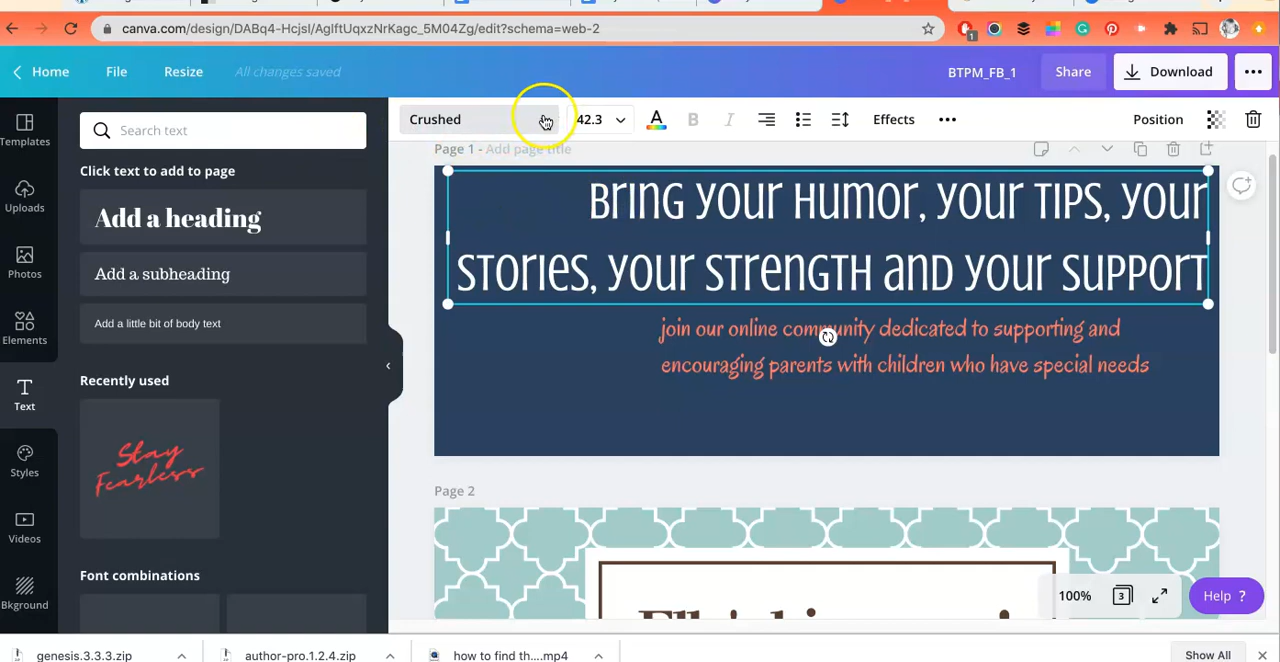 canva.com/design/DABq4-HcjsI/AgIftUqxzNrKagc_5M04Zg/edit?schema=web-2
1
Home
File
Resize
All changes saved
BTPM_FB_1
Share
Download
Templates
Uploads
Photos
Elements
Text
Styles
Videos
Bkground
Search text
Click text to add to page
Add a heading
Add a subheading
Add a little bit of body text
Recently used
Stay
Fearless
Font combinations
Crushed
42.3
A
B
I
Effects
Position
Page 1 - Add page title
Bring your humor, your tips, your
stories, your strength and your support
join our online community dedicated to supporting and
encouraging parents with children who have special needs
Page 2
100%
3
Help ?
genesis.3.3.3.zip
author-pro.1.2.4.zip
how to find th....mp4
Show All